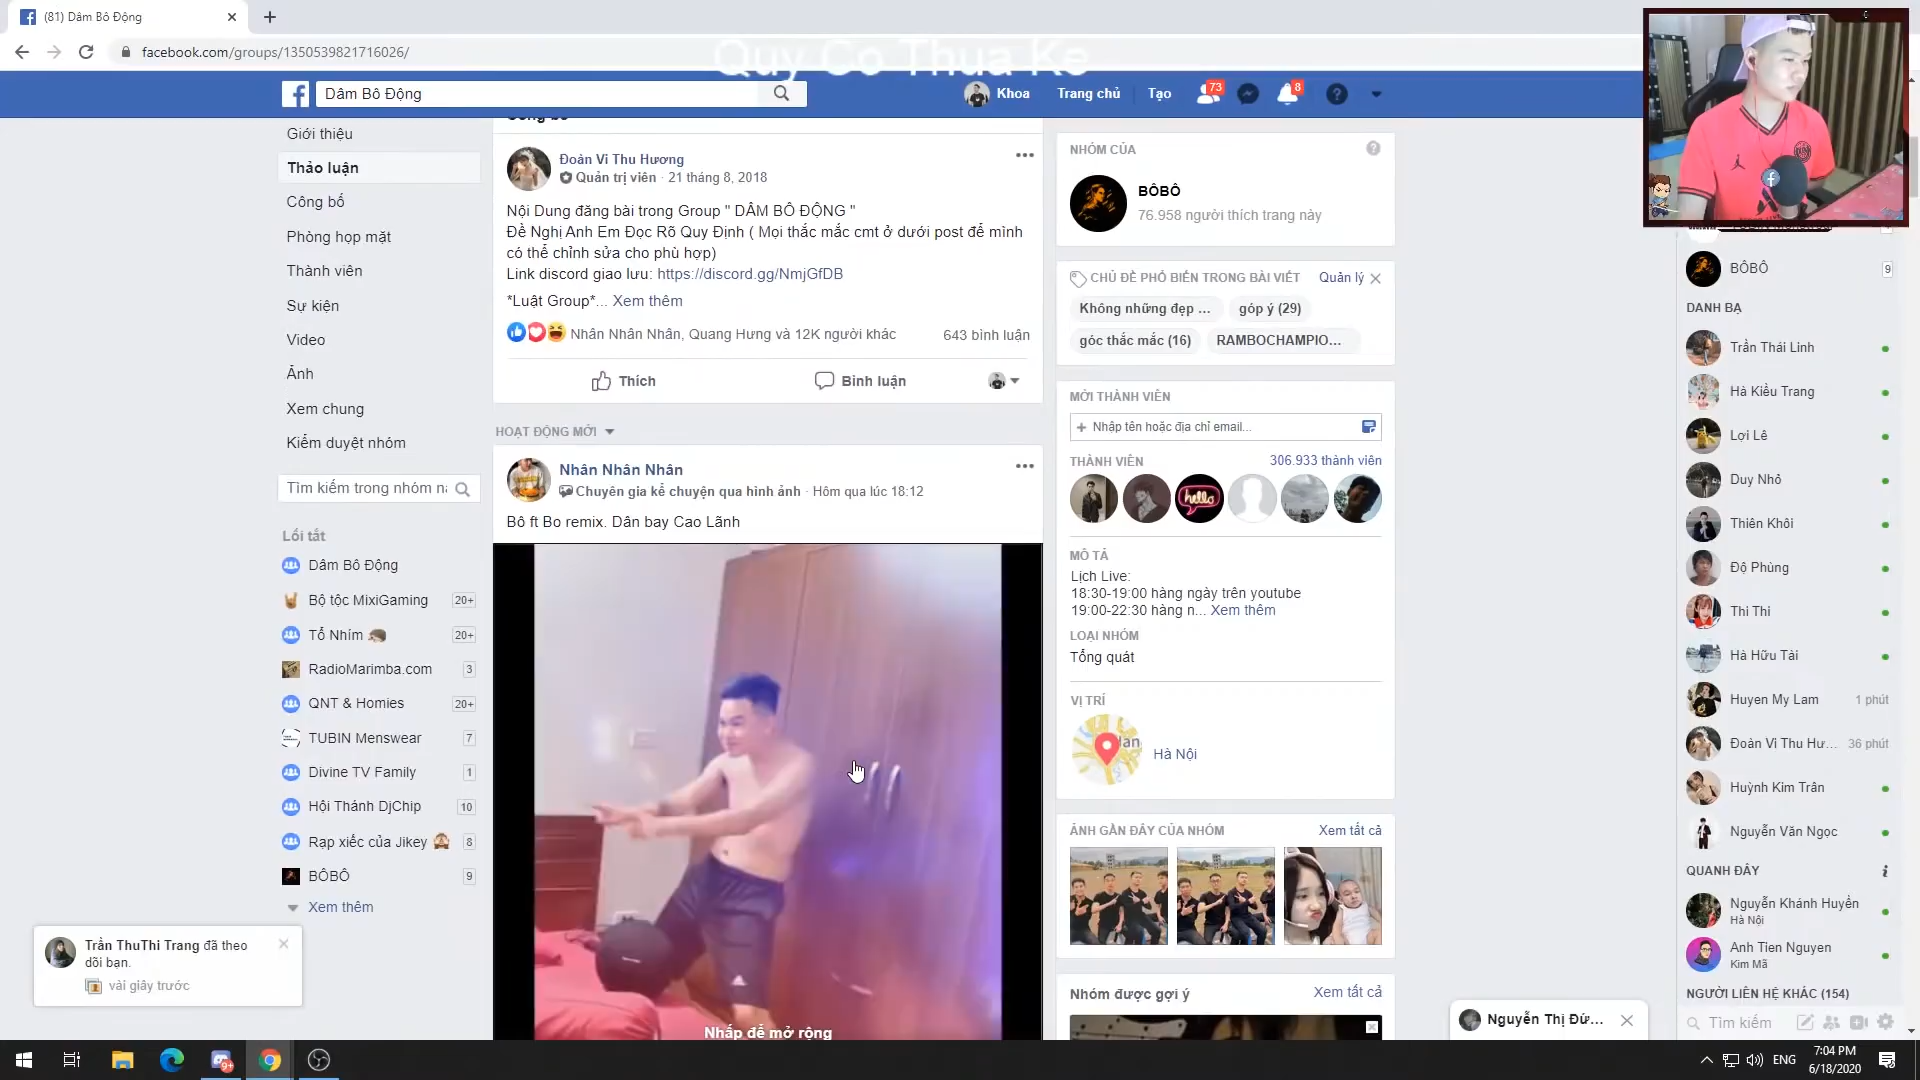 (81) Dâm Bô Động
facebook.com/groups/1350539821716026/
Quy Co Thua Ke
Dâm Bô Động
Khoa
Trang chủ
Tạo
73
8
Giới thiệu
Thảo luận
Công bố
Phòng họp mặt
Thành viên
Sự kiện
Video
Ảnh
Xem chung
Kiểm duyệt nhóm
Tìm kiếm trong nhóm nà
Lối tắt
Dâm Bô Động
Bộ tộc MixiGaming 20+
Tổ Nhím 20+
RadioMarimba.com 3
QNT & Homies 20+
TUBIN Menswear 7
Divine TV Family 1
Hội Thánh DjChip 10
Rạp xiếc của Jikey 8
BÔBÔ 9
Xem thêm
Trần ThuThi Trang đã theo
dõi bạn.
vài giây trước
Công bố
Đoàn Vi Thu Hương
Quản trị viên · 21 tháng 8, 2018
Nội Dung đăng bài trong Group " DÂM BÔ ĐỘNG "
Đề Nghị Anh Em Đọc Rõ Quy Định ( Mọi thắc mắc cmt ở dưới post để mình
có thể chỉnh sửa cho phù hợp)
Link discord giao lưu: https://discord.gg/NmjGfDB
*Luật Group*... Xem thêm
Nhân Nhân Nhân, Quang Hưng và 12K người khác
643 bình luận
Thích
Bình luận
HOẠT ĐỘNG MỚI
Nhân Nhân Nhân
Chuyên gia kể chuyện qua hình ảnh · Hôm qua lúc 18:12
Bô ft Bo remix. Dân bay Cao Lãnh
Nhấp để mở rộng
NHÓM CỦA
BÔBÔ
76.958 người thích trang này
CHỦ ĐỀ PHỔ BIẾN TRONG BÀI VIẾT
Quản lý
Không những đẹp ...
góp ý (29)
góc thắc mắc (16)
RAMBOCHAMPIO...
MỜI THÀNH VIÊN
+ Nhập tên hoặc địa chỉ email...
THÀNH VIÊN
306.933 thành viên
hello
MÔ TẢ
Lịch Live:
18:30-19:00 hàng ngày trên youtube
19:00-22:30 hàng n... Xem thêm
LOẠI NHÓM
Tổng quát
VỊ TRÍ
Hà Nội
ẢNH GẦN ĐÂY CỦA NHÓM
Xem tất cả
Nhóm được gợi ý
Xem tất cả
BÔBÔ 9
DANH BẠ
Trần Thái Linh
Hà Kiều Trang
Lợi Lê
Duy Nhỏ
Thiên Khôi
Độ Phùng
Thi Thi
Hà Hữu Tài
Huyen My Lam 1 phút
Đoàn Vi Thu Hư... 36 phút
Huỳnh Kim Trân
Nguyễn Văn Ngọc
QUANH ĐÂY
Nguyễn Khánh Huyền
Hà Nội
Anh Tien Nguyen
Kim Mã
NGƯỜI LIÊN HỆ KHÁC (154)
Tìm kiếm
Nguyễn Thị Đứ...
9+
ENG
7:04 PM
6/18/2020